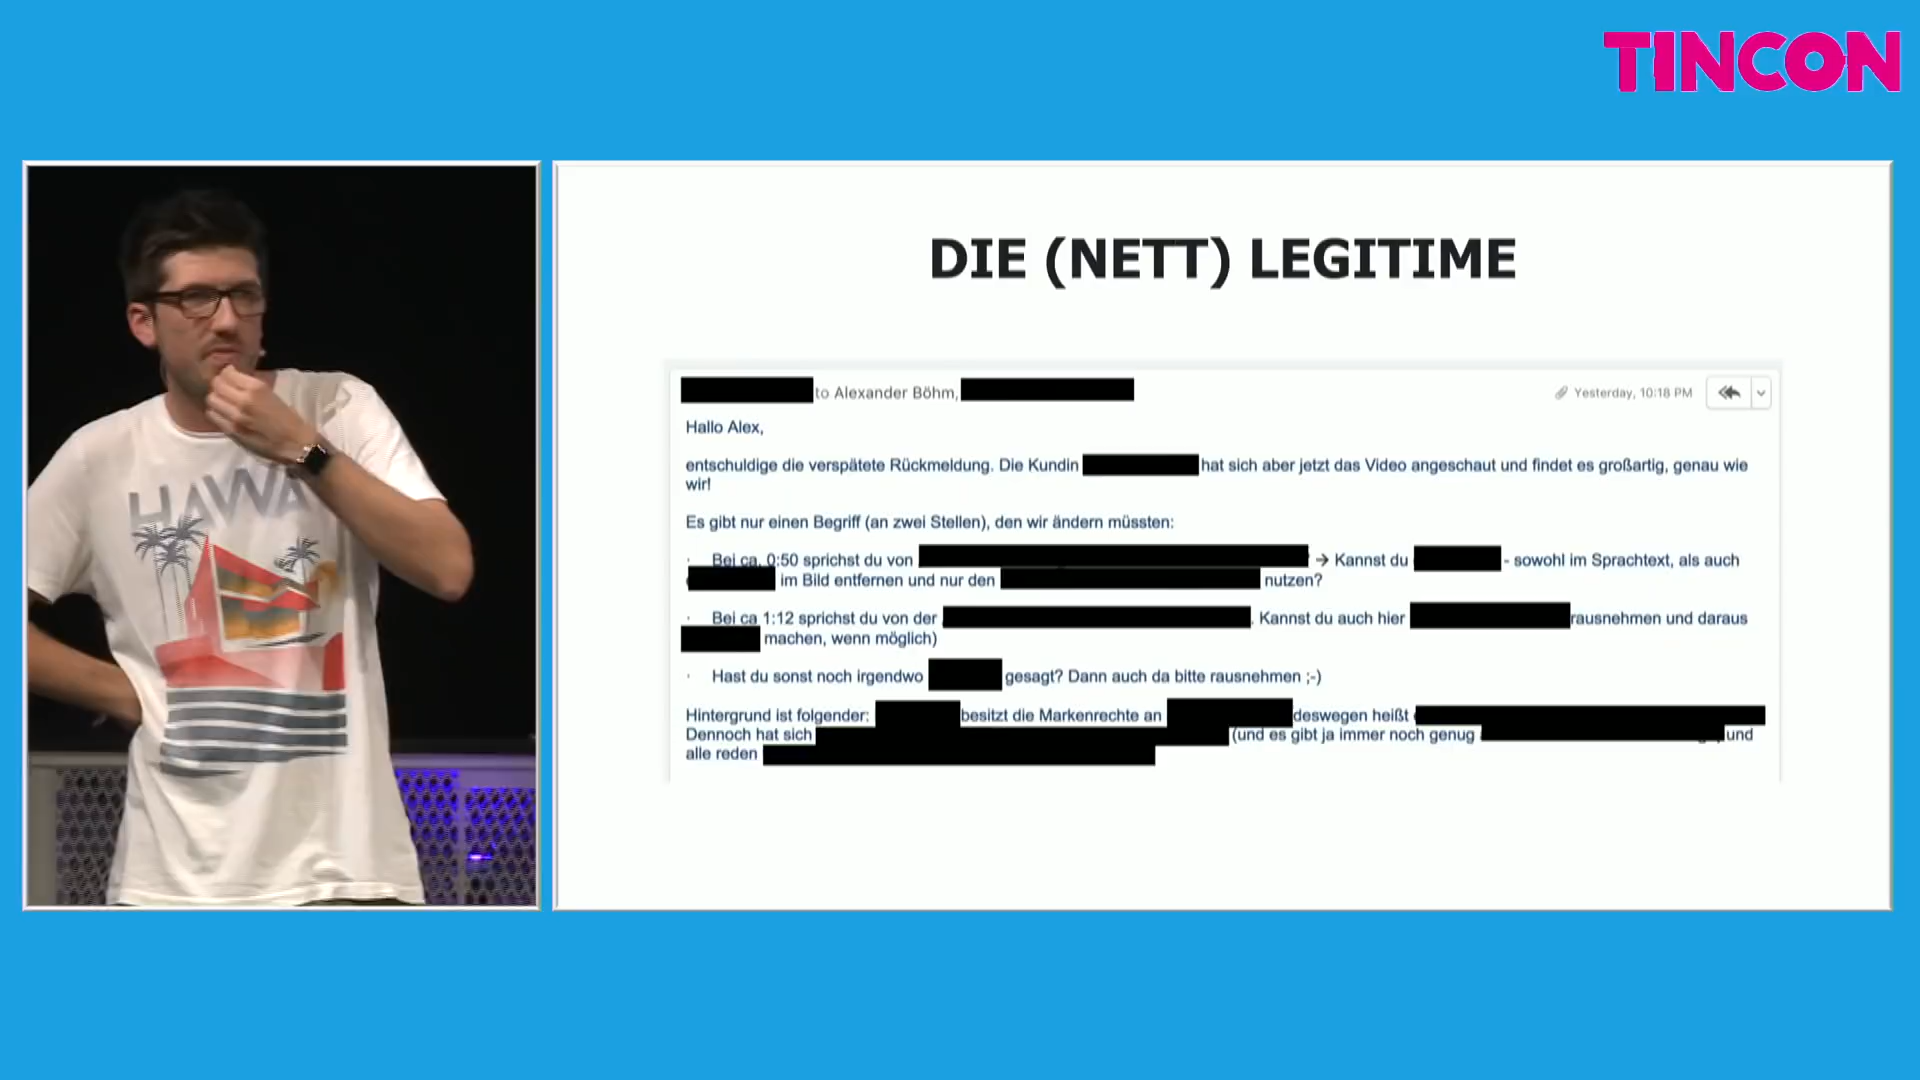 TINCON
HAWA
DIE (NETT) LEGITIME
to Alexander Böhm,
Yesterday, 10:18 PM
Hallo Alex,
entschuldige die verspätete Rückmeldung. Die Kundin hat sich aber jetzt das Video angeschaut und findet es großartig, genau wie
wir!
Es gibt nur einen Begriff (an zwei Stellen), den wir ändern müssten:
· Bei ca. 0:50 sprichst du von → Kannst du - sowohl im Sprachtext, als auch
im Bild entfernen und nur den nutzen?
· Bei ca 1:12 sprichst du von der . Kannst du auch hier rausnehmen und daraus
machen, wenn möglich)
· Hast du sonst noch irgendwo gesagt? Dann auch da bitte rausnehmen ;-)
Hintergrund ist folgender: besitzt die Markenrechte an deswegen heißt
Dennoch hat sich (und es gibt ja immer noch genug und
alle reden